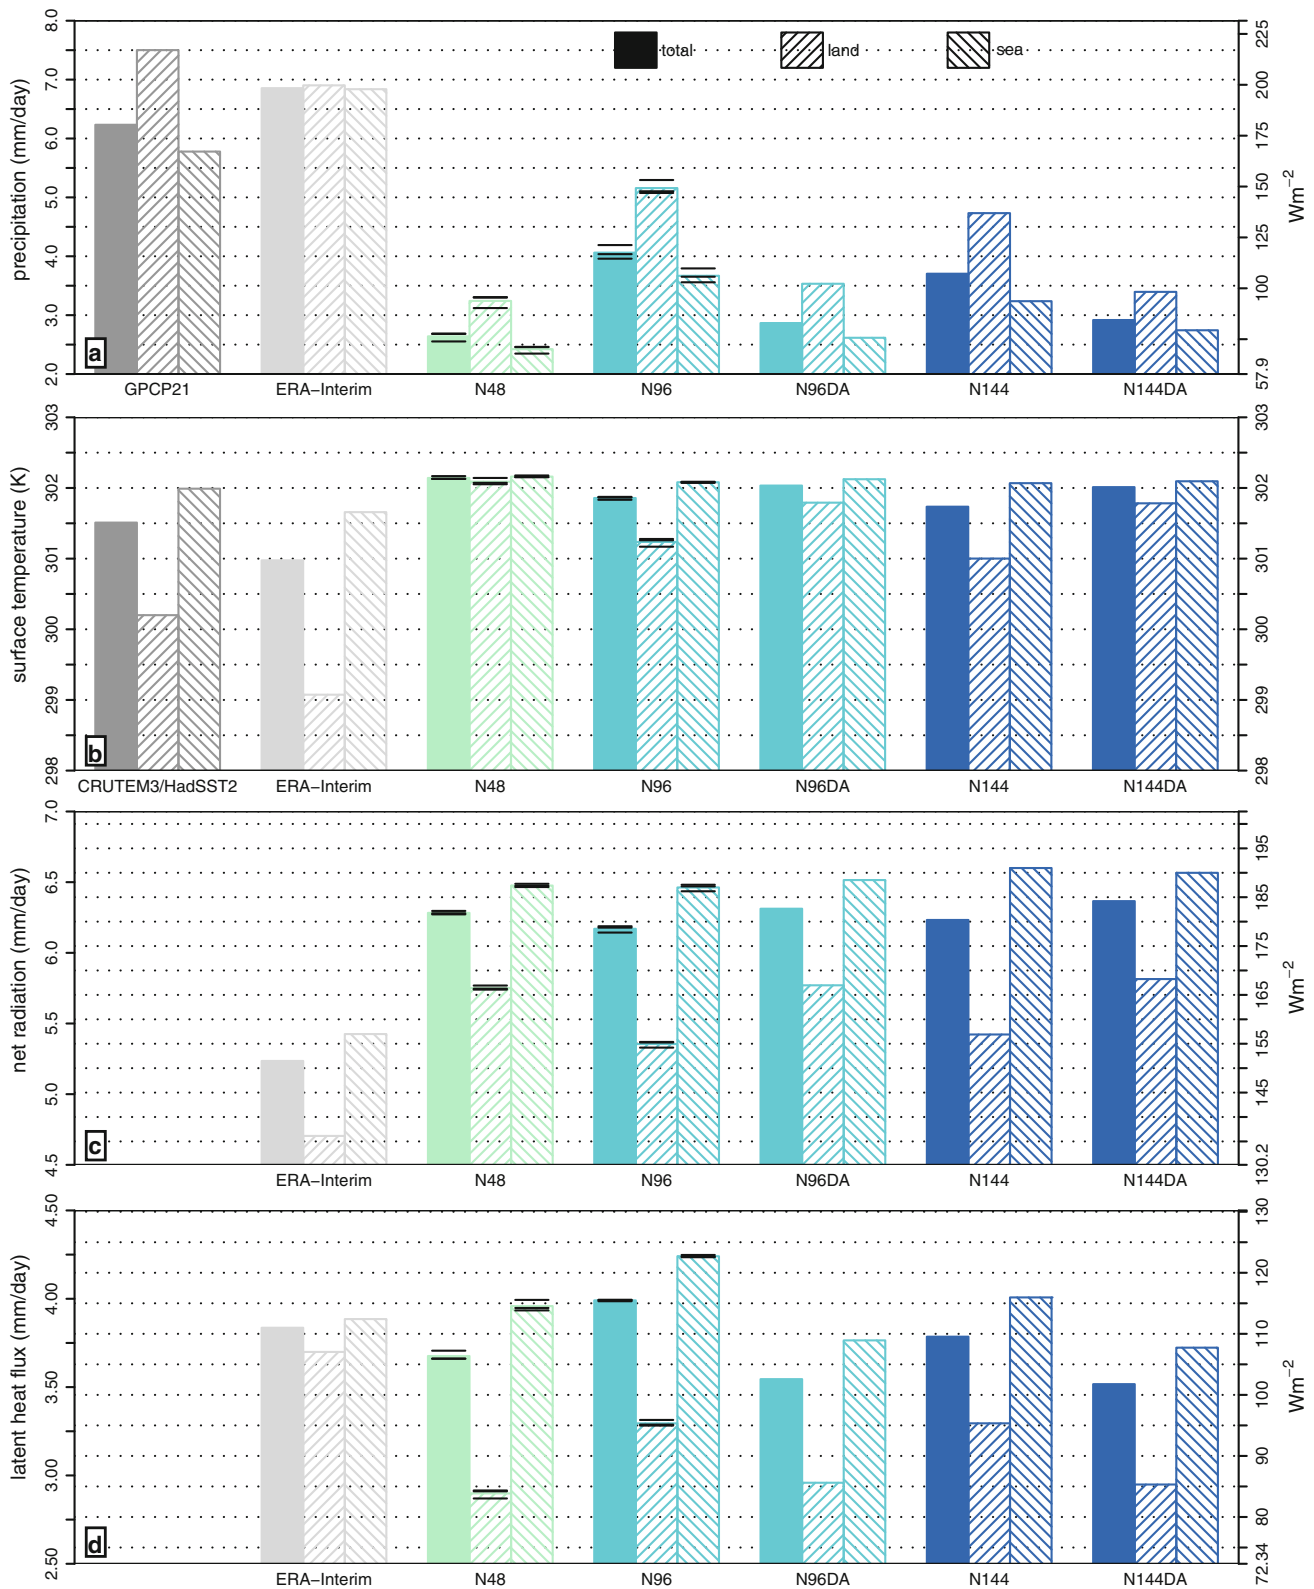 total land sea
precipitation (mm/day)
8.0 7.0 6.0 5.0 4.0 3.0 2.0
225 200 175 150 125 100 57.9
Wm−2
a
GPCP21 ERA−Interim N48 N96 N96DA N144 N144DA
surface temperature (K)
303 302 301 300 299 298
303 302 301 300 299 298
b
CRUTEM3/HadSST2 ERA−Interim N48 N96 N96DA N144 N144DA
net radiation (mm/day)
7.0 6.5 6.0 5.5 5.0 4.5
195 185 175 165 155 145 130.2
Wm−2
c
ERA−Interim N48 N96 N96DA N144 N144DA
latent heat flux (mm/day)
4.50 4.00 3.50 3.00 2.50
130 120 110 100 90 80 72.34
Wm−2
d
ERA−Interim N48 N96 N96DA N144 N144DA